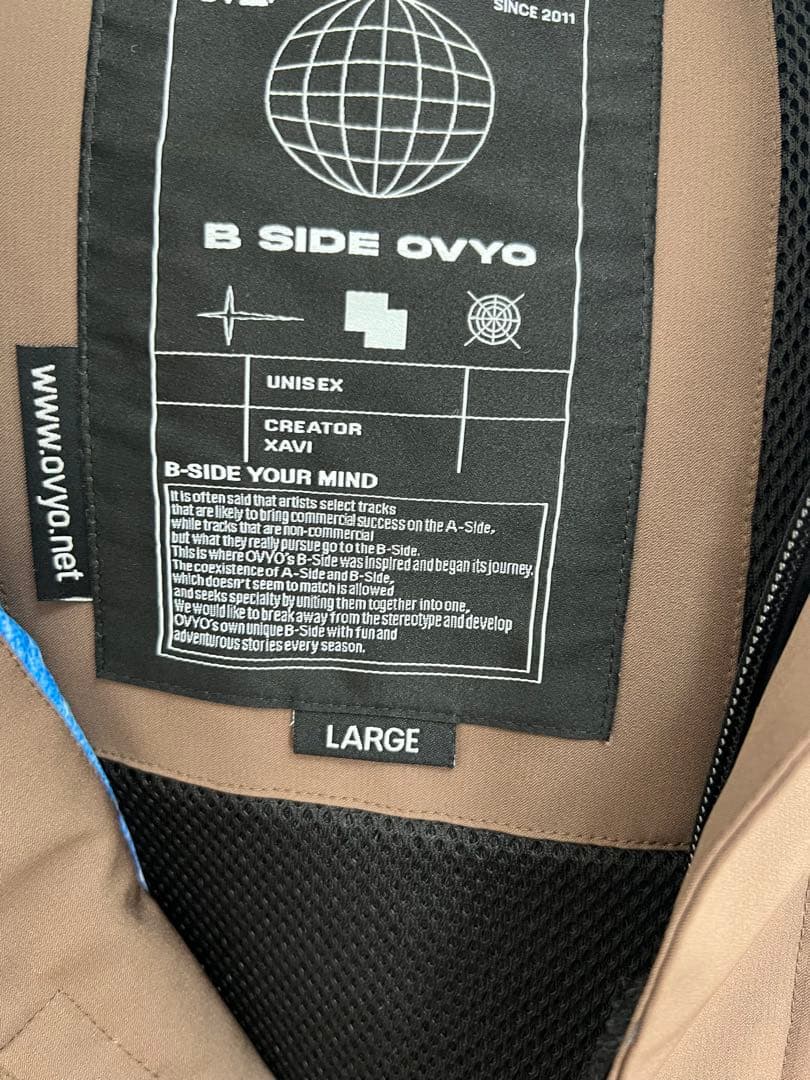 SINCE 2011
B SIDE OVYO
UNISEX
CREATOR
XAVI
B-SIDE YOUR MIND
It is often said that artists select tracks
that are likely to bring commercial success on the A-Side,
while tracks that are non-commercial
but what they really pursue go to the B-Side.
This is where OVYO's B-Side was inspired and began its journey.
The coexistence of A-Side and B-Side,
which doesn't seem to match is allowed
and seeks specialty by uniting them together into one,
We would like to break away from the stereotype and develop
OVYO's own unique B-Side with fun and
adventurous stories every season.
www.ovyo.net
LARGE